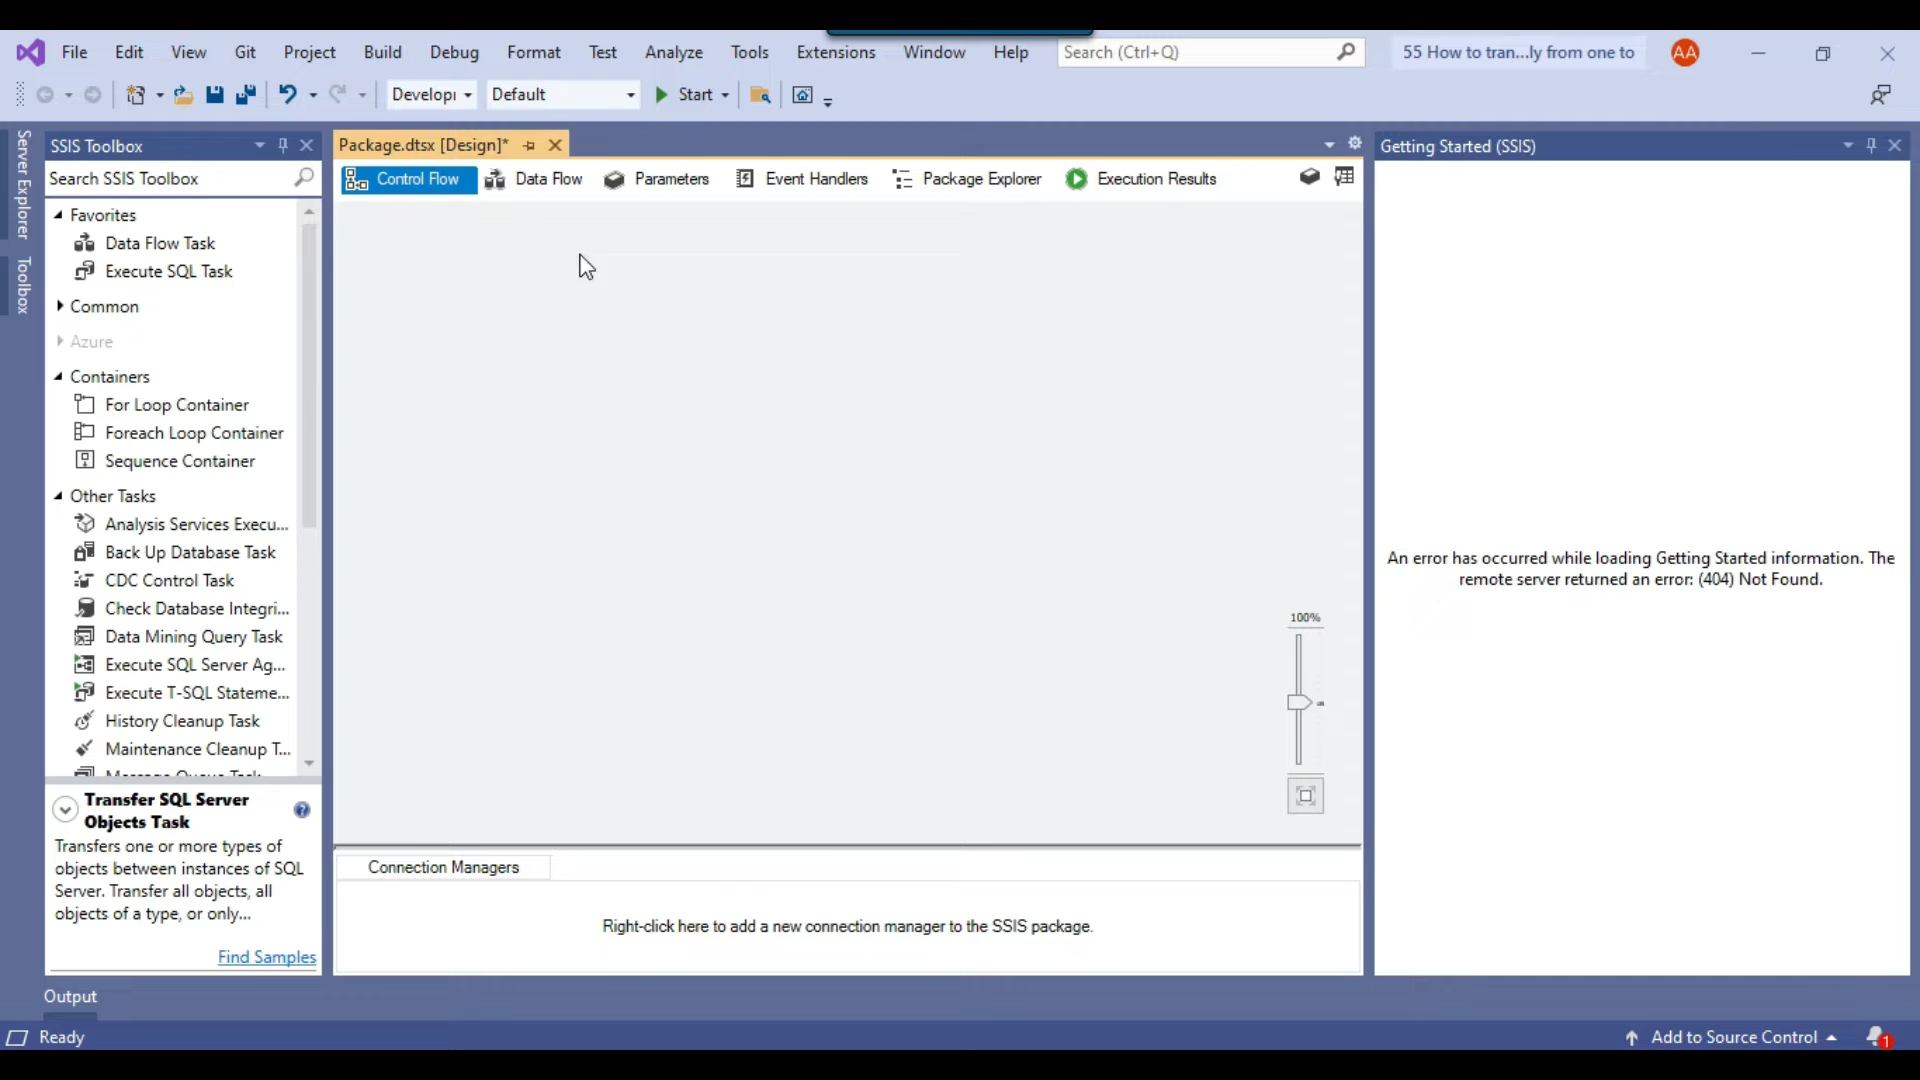 File Edit View Git Project Build Debug Format Test Analyze Tools Extensions Window Help Search (Ctrl+Q) 55 How to tran...ly from one to AA
Developi Default Start
Server Explorer
Toolbox
SSIS Toolbox
Search SSIS Toolbox
Favorites
Data Flow Task
Execute SQL Task
Common
Azure
Containers
For Loop Container
Foreach Loop Container
Sequence Container
Other Tasks
Analysis Services Execu...
Back Up Database Task
CDC Control Task
Check Database Integri...
Data Mining Query Task
Execute SQL Server Ag...
Execute T-SQL Stateme...
History Cleanup Task
Maintenance Cleanup T...
Message Queue Task
Transfer SQL Server
Objects Task
Transfers one or more types of
objects between instances of SQL
Server. Transfer all objects, all
objects of a type, or only...
Find Samples
Package.dtsx [Design]*
Control Flow Data Flow Parameters Event Handlers Package Explorer Execution Results
100%
Connection Managers
Right-click here to add a new connection manager to the SSIS package.
Getting Started (SSIS)
An error has occurred while loading Getting Started information. The
remote server returned an error: (404) Not Found.
Output
Ready
Add to Source Control
1